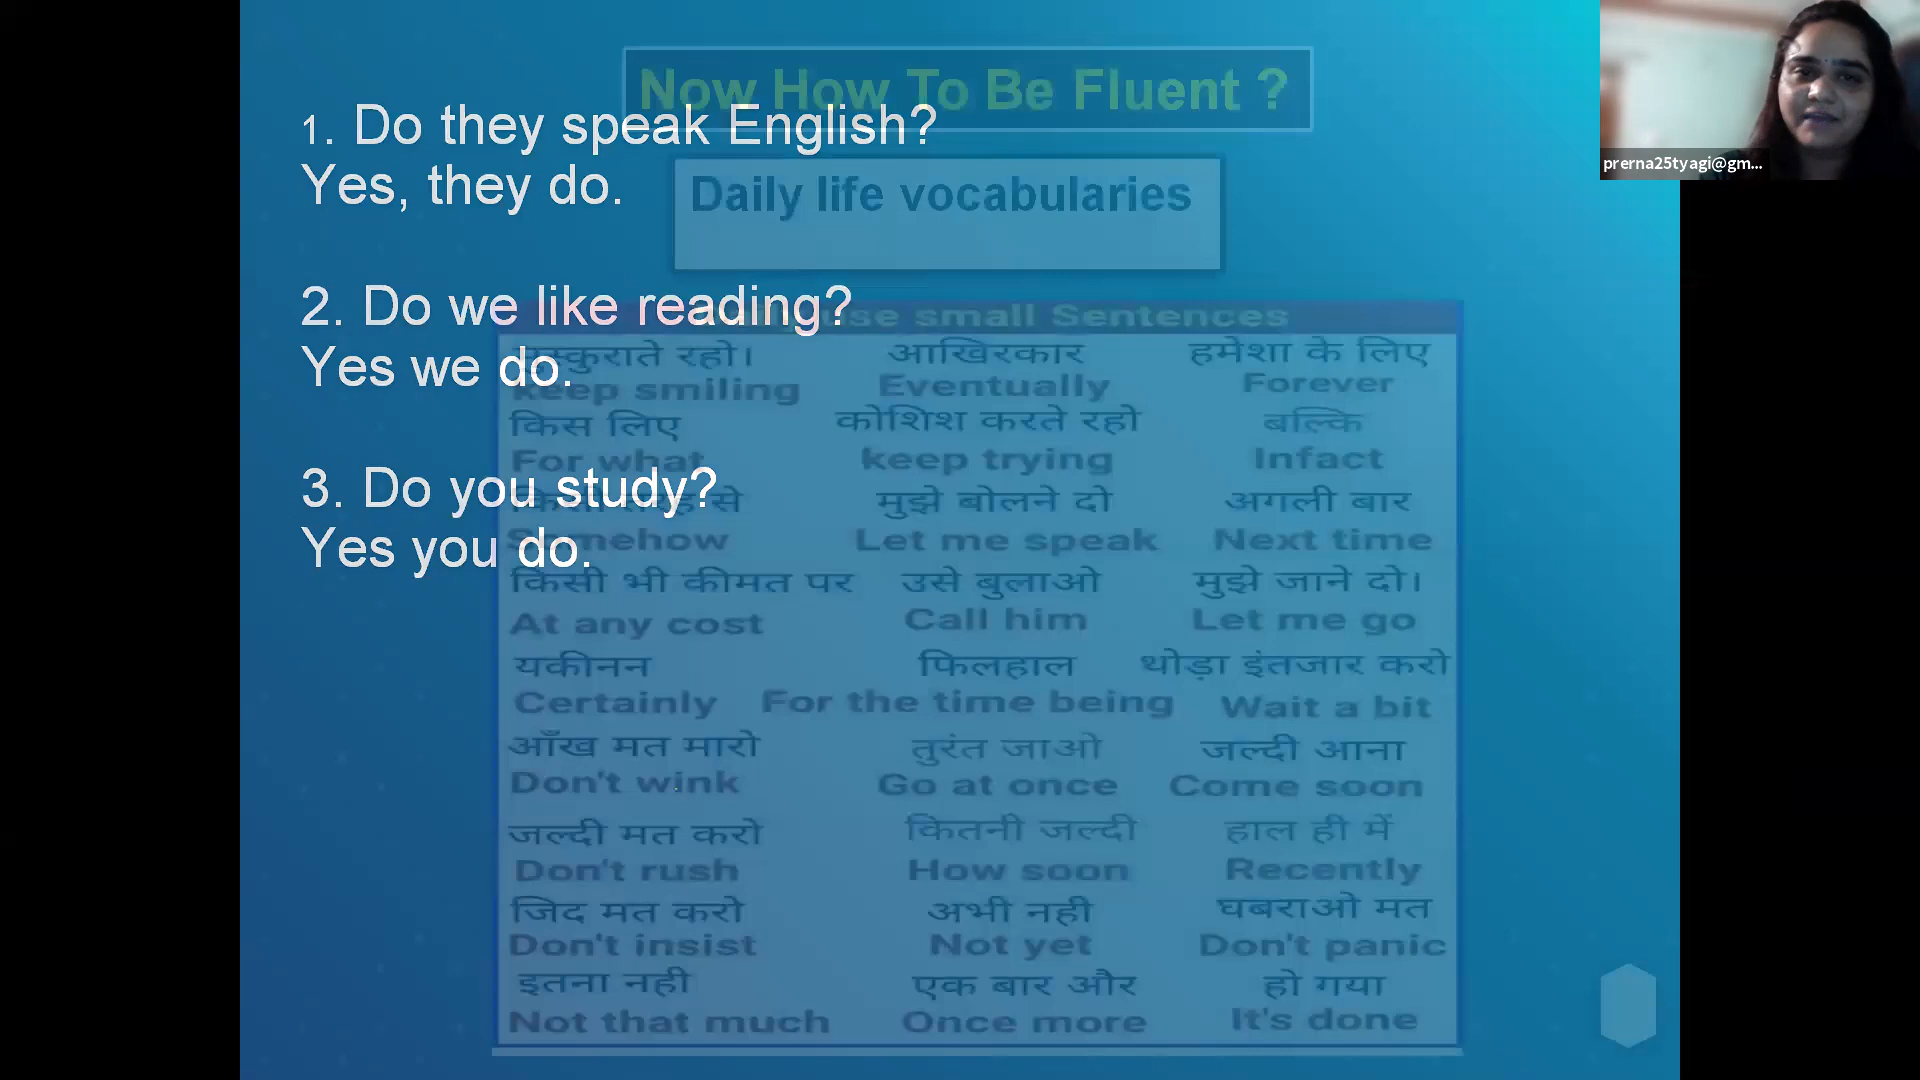 Now How To Be Fluent ?
1. Do they speak English?
Yes, they do.
prerna25tyagi@gm...
Daily life vocabularies
2. Do we like reading?
Yes we do.
use small Sentences
मुस्कुराते रहो। आखिरकार हमेशा के लिए
Keep smiling Eventually Forever
किस लिए कोशिश करते रहो बल्कि
For what keep trying Infact
3. Do you study?
Yes you do.
से मुझे बोलने दो अगली बार
Somehow Let me speak Next time
किसी भी कीमत पर उसे बुलाओ मुझे जाने दो।
At any cost Call him Let me go
यकीनन फिलहाल थोड़ा इंतजार करो
Certainly For the time being Wait a bit
आँख मत मारो तुरंत जाओ जल्दी आना
Don't wink Go at once Come soon
जल्दी मत करो कितनी जल्दी हाल ही में
Don't rush How soon Recently
जिद मत करो अभी नही घबराओ मत
Don't insist Not yet Don't panic
इतना नही एक बार और हो गया
Not that much Once more It's done